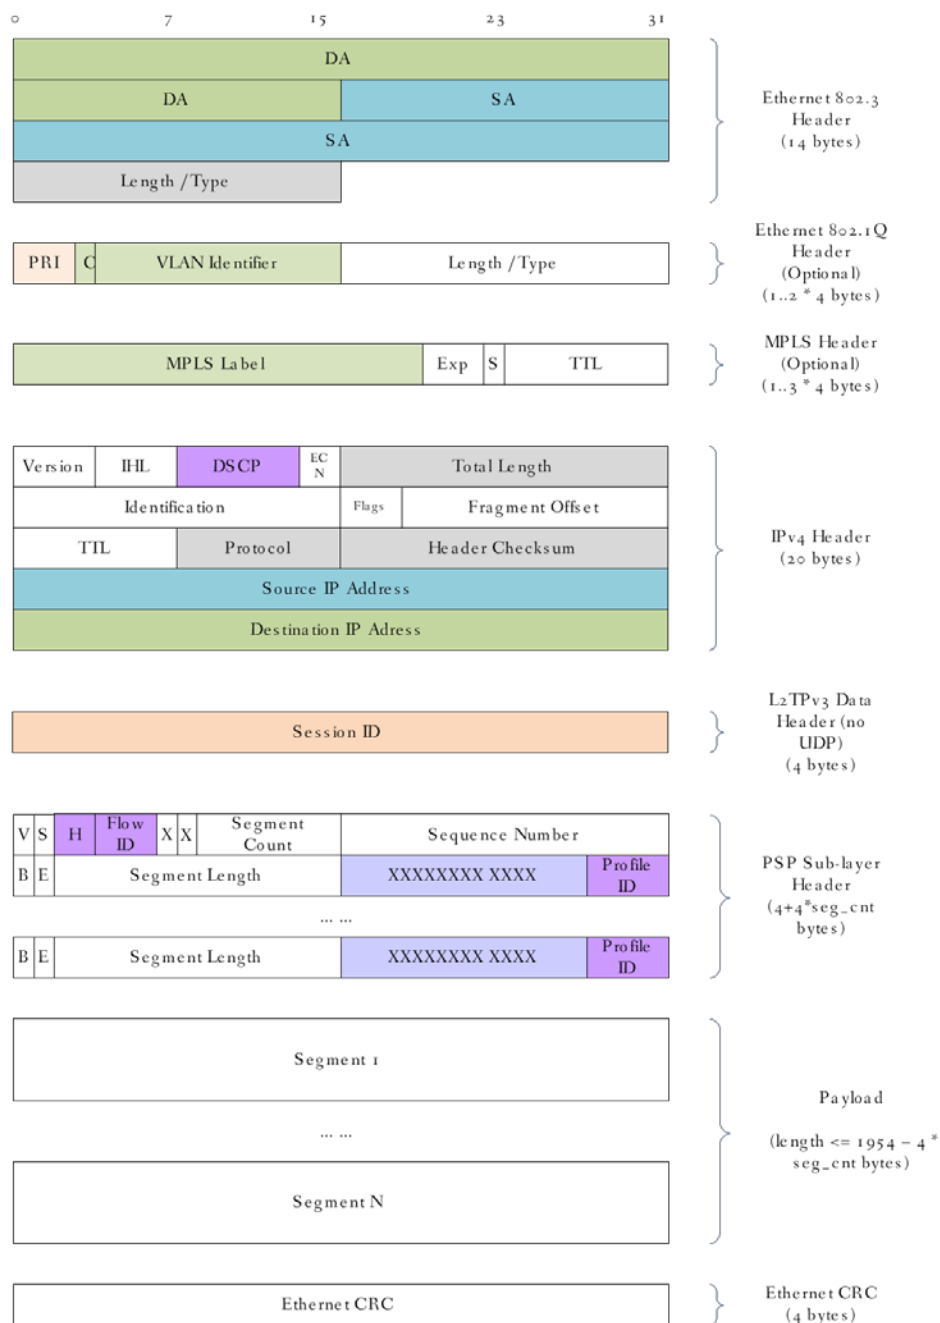 0 7 15 23 31
DA
DA SA
SA
Length /Type
Ethernet 802.3
Header
(14 bytes)
PRI C VLAN Identifier Length /Type
Ethernet 802.1Q
Header
(Optional)
(1..2 * 4 bytes)
MPLS Label Exp S TTL
MPLS Header
(Optional)
(1..3 * 4 bytes)
Version IHL DSCP EC
N Total Length
Identification Flags Fragment Offset
TTL Protocol Header Checksum
Source IP Address
Destination IP Adress
IPv4 Header
(20 bytes)
Session ID
L2TPv3 Data
Header (no
UDP)
(4 bytes)
V S H Flow
ID X X Segment
Count Sequence Number
B E Segment Length XXXXXXXX XXXX Profile
ID
... ...
B E Segment Length XXXXXXXX XXXX Profile
ID
PSP Sub-layer
Header
(4+4*seg_cnt
bytes)
Segment 1
... ...
Segment N
Payload
(length <= 1954 – 4 *
seg_cnt bytes)
Ethernet CRC
Ethernet CRC
(4 bytes)